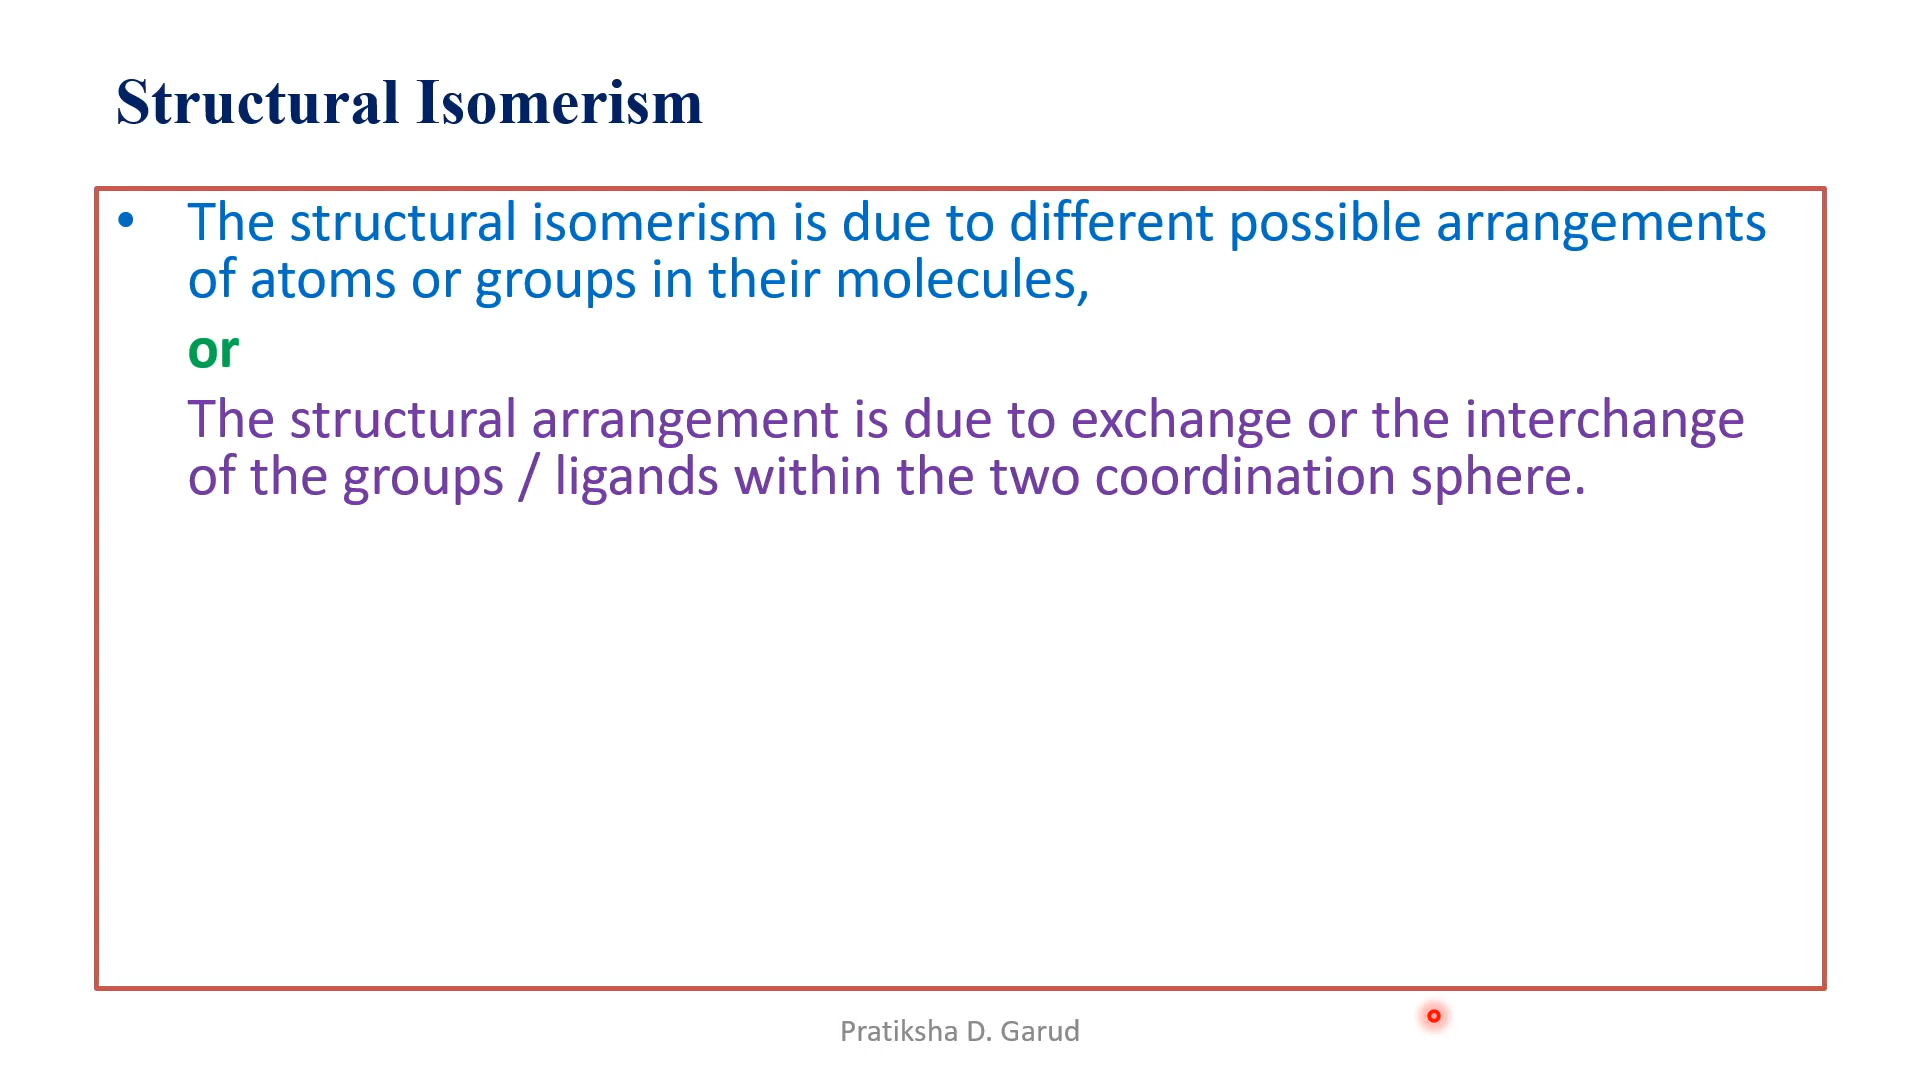 Structural Isomerism
• The structural isomerism is due to different possible arrangements
of atoms or groups in their molecules,
or
The structural arrangement is due to exchange or the interchange
of the groups / ligands within the two coordination sphere.
Pratiksha D. Garud